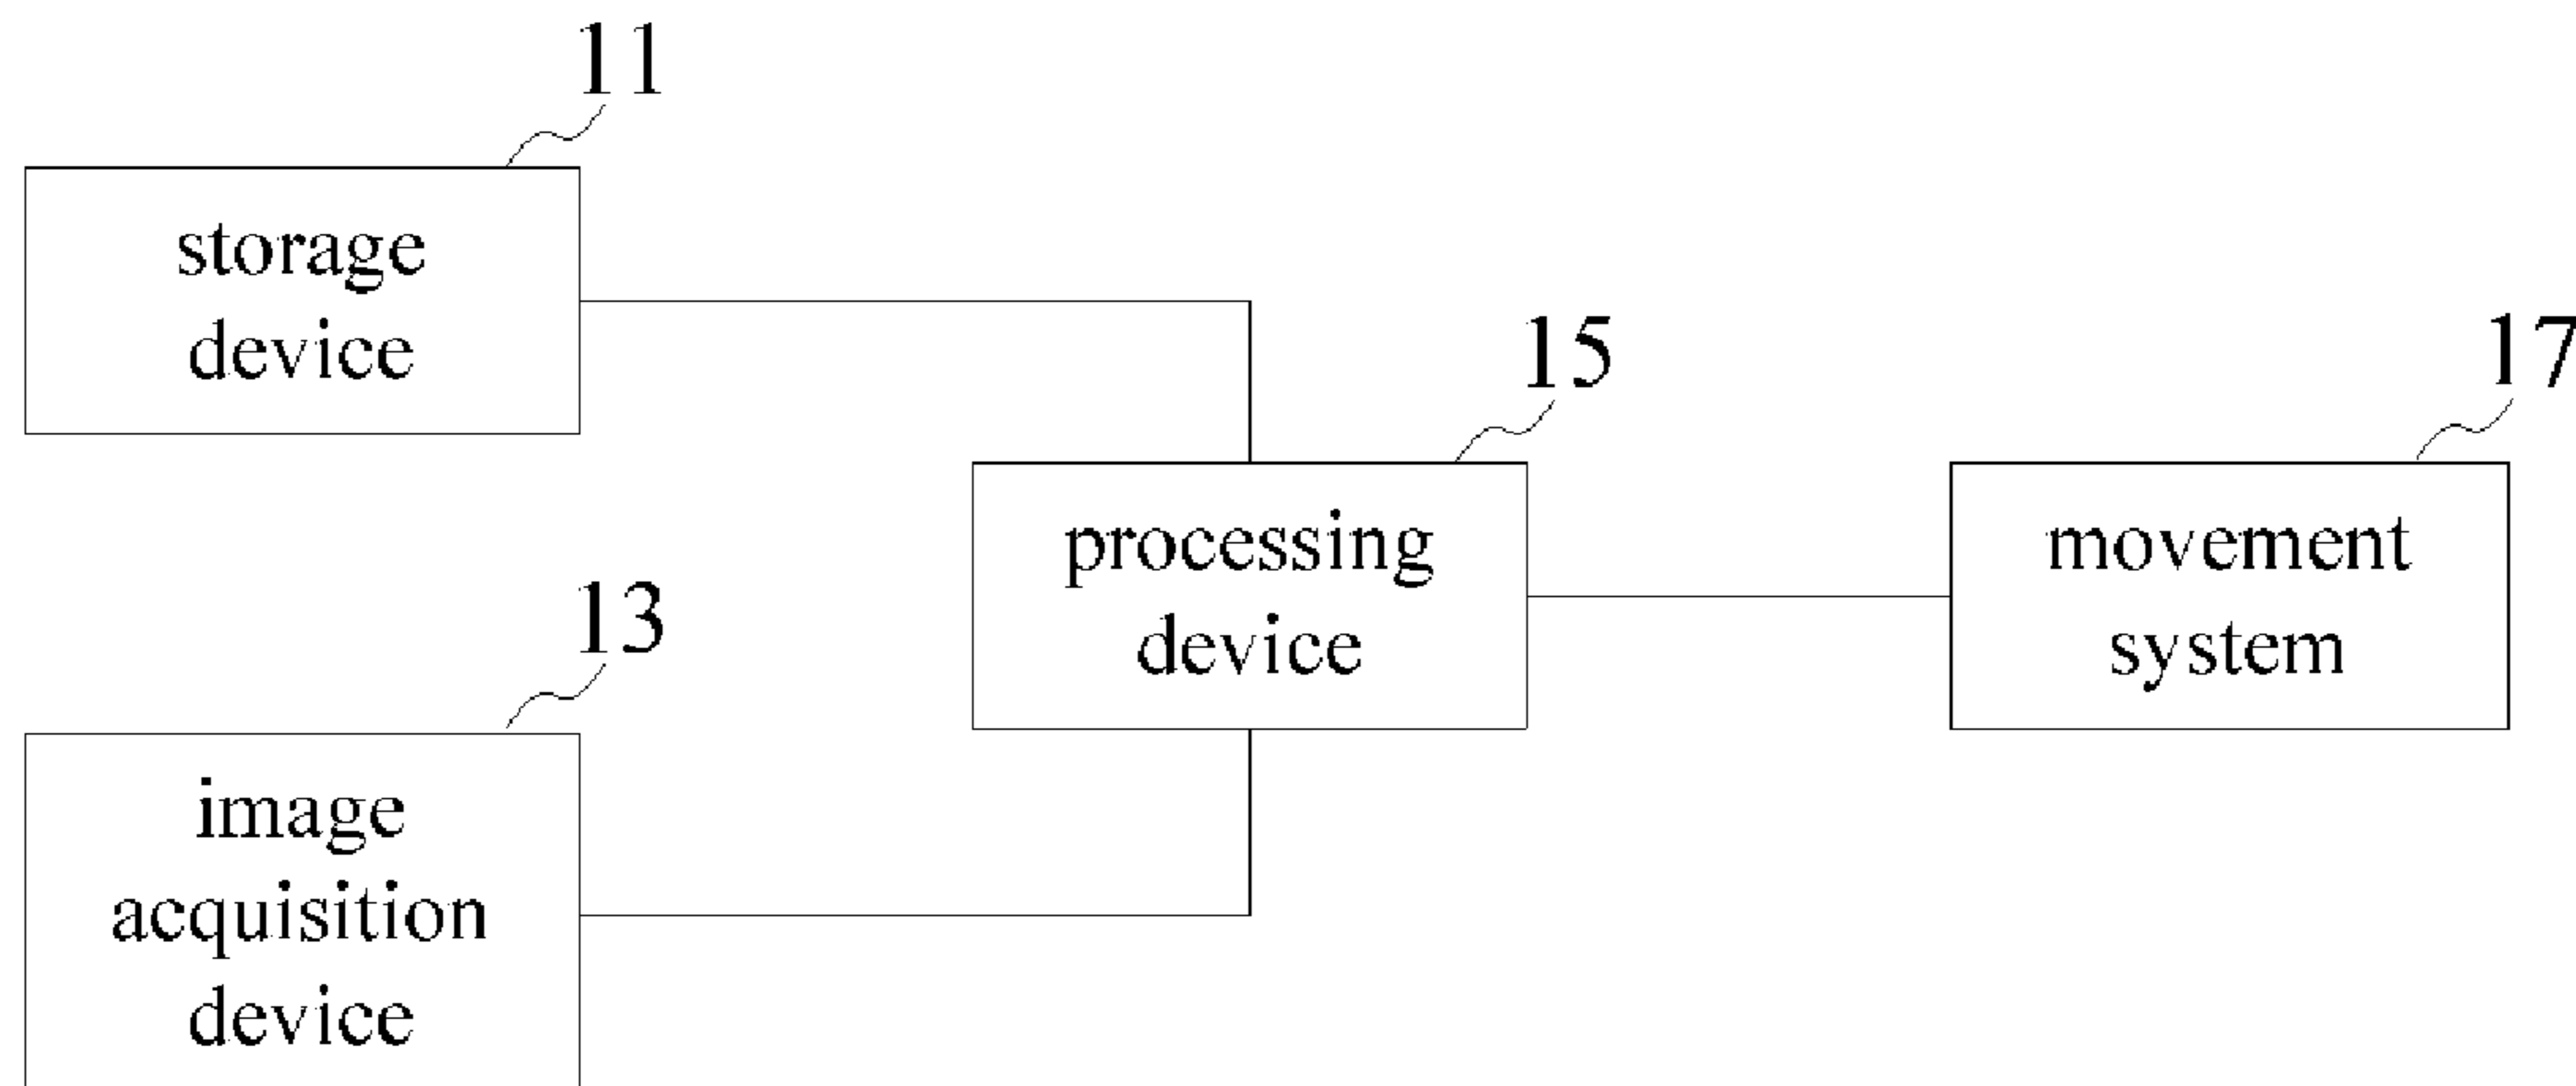 11
storage
device
15
17
processing
device
movement
system
13
image
acquisition
device